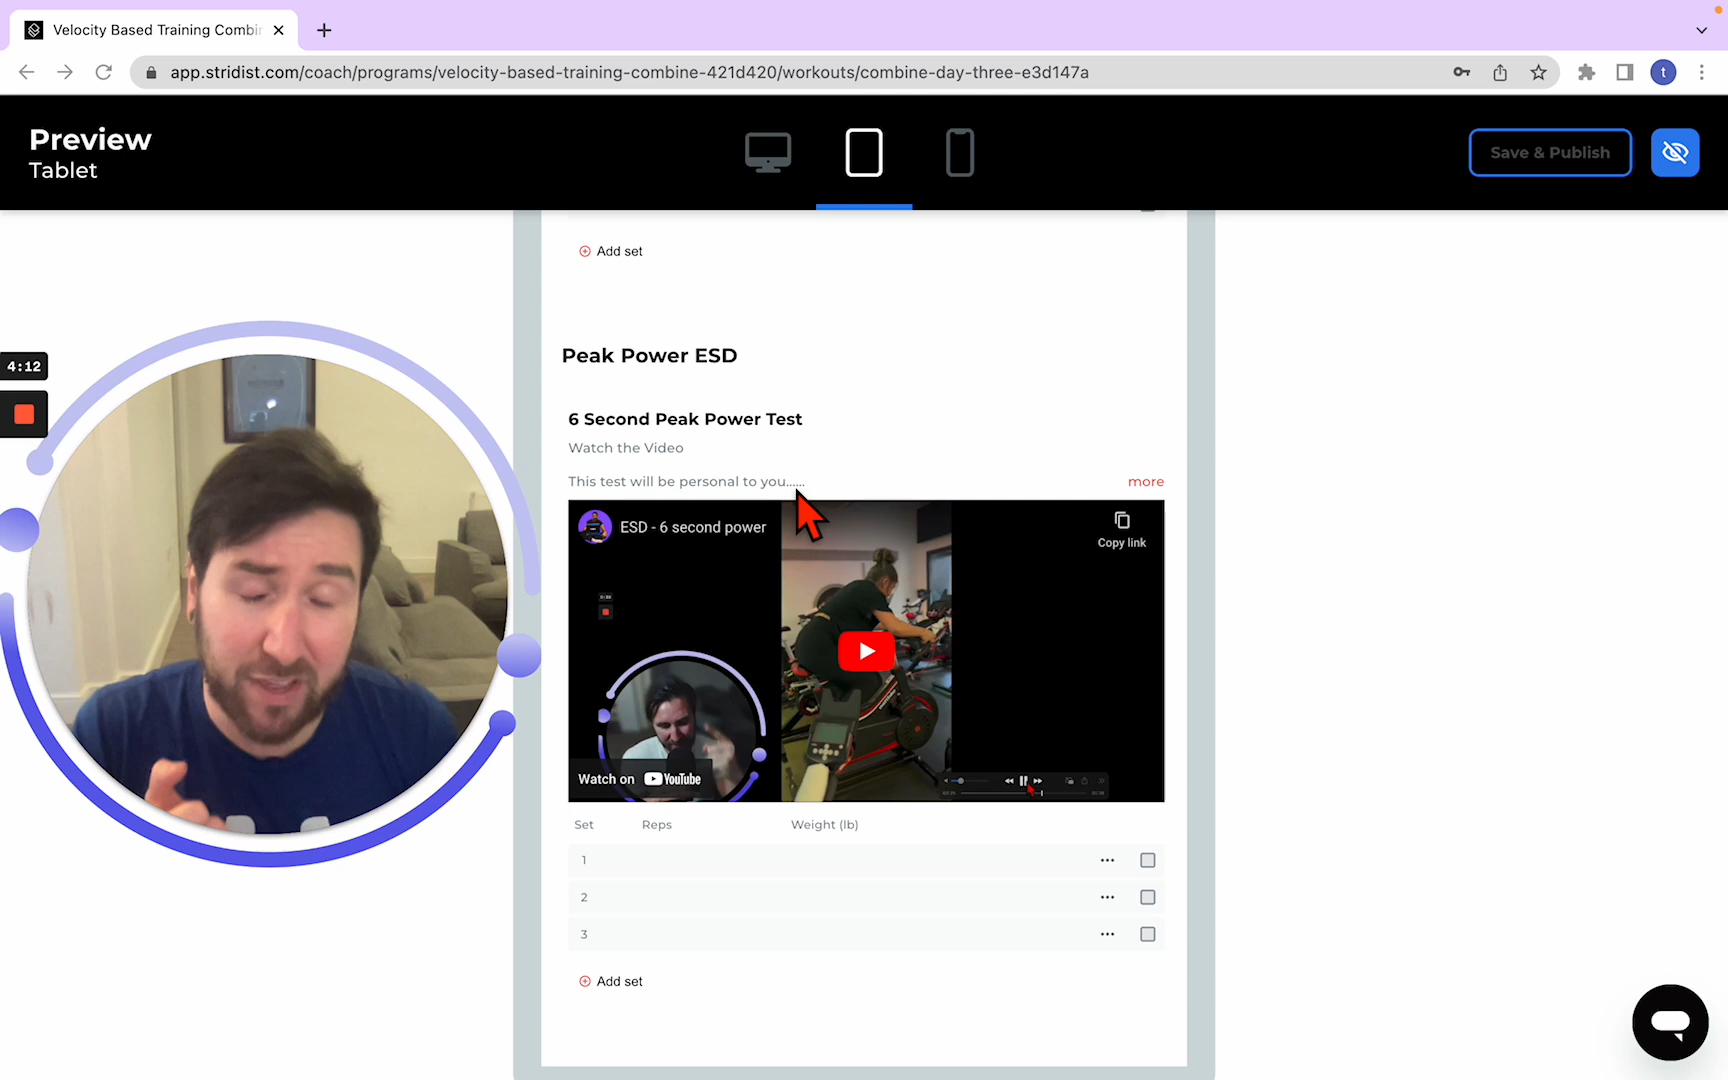 Velocity Based Training Combi
app.stridist.com/coach/programs/velocity-based-training-combine-421d420/workouts/combine-day-three-e3d147a
t
Preview
Tablet
Save & Publish
Add set
4:12
Peak Power ESD
6 Second Peak Power Test
Watch the Video
This test will be personal to you......
more
ESD - 6 second power
Copy link
Watch on YouTube
Set Reps Weight (lb)
1
2
3
Add set